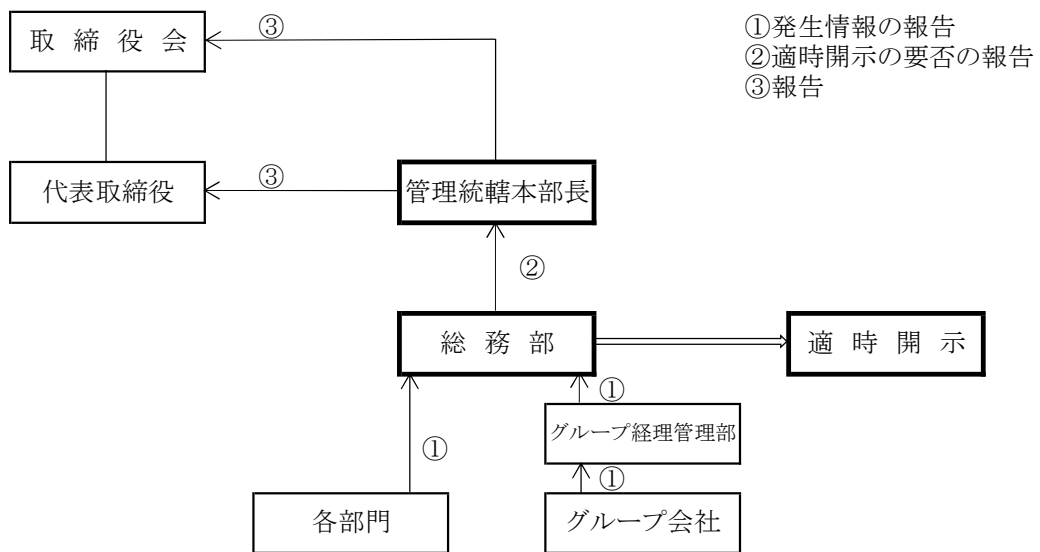 取締役会
③
①発生情報の報告
②適時開示の要否の報告
③報告
代表取締役
③
管理統轄本部長
②
総務部
適時開示
①
グループ経理管理部
①
①
各部門
グループ会社